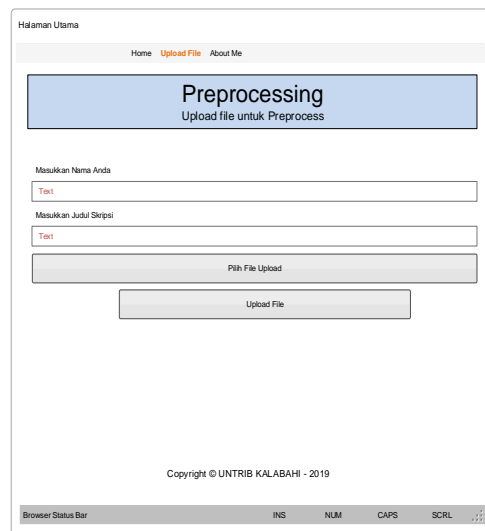 Halaman Utama
Home Upload File About Me
Preprocessing
Upload file untuk Preprocess
Masukkan Nama Anda
Text
Masukkan Judul Skripsi
Text
Pilih File Upload
Upload File
Copyright © UNTRIB KALABAHI - 2019
Browser Status Bar INS NUM CAPS SCRL